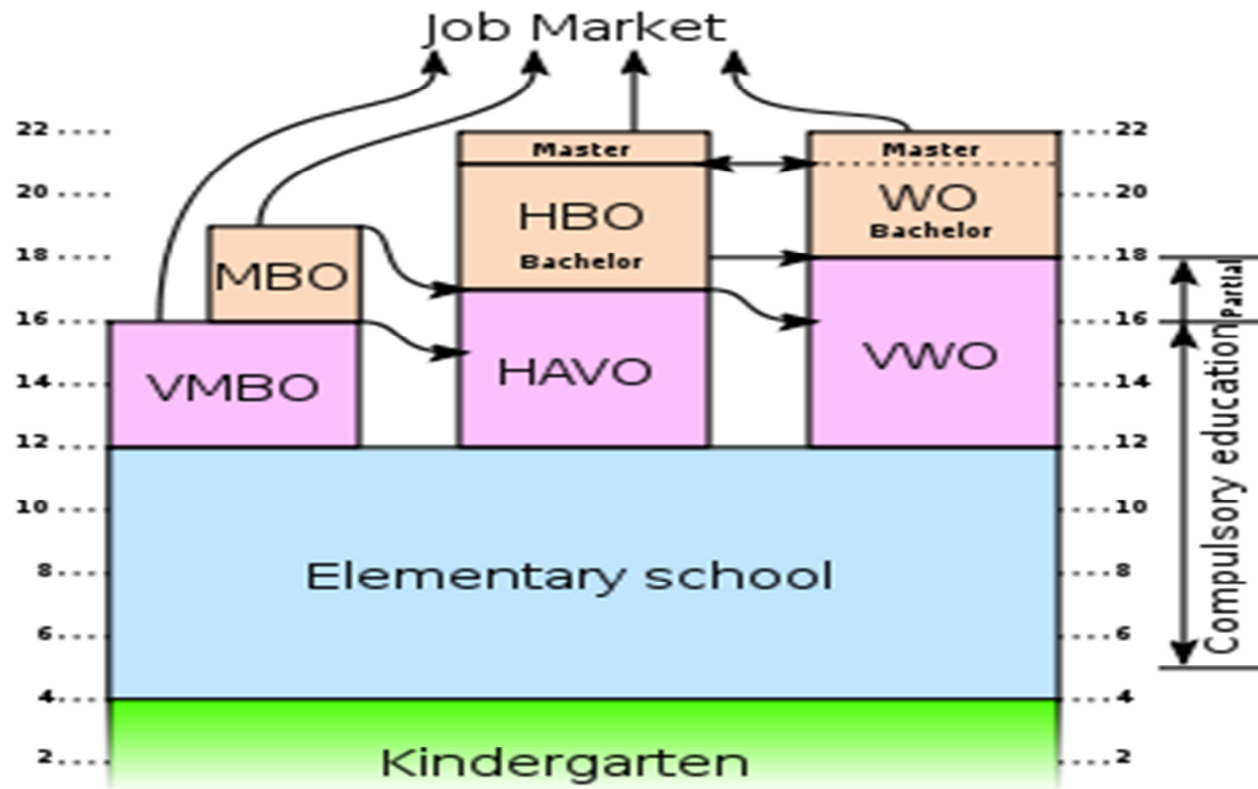 Job Market
22 22
Master Master
20 20
HBO WO
Bachelor Bachelor
18 18
MBO Partial
16 16
VMBO HAVO VWO
14 14
12 12
10 10
Compulsory education
Elementary school
8 8
6 6
4 4
Kindergarten
2 2